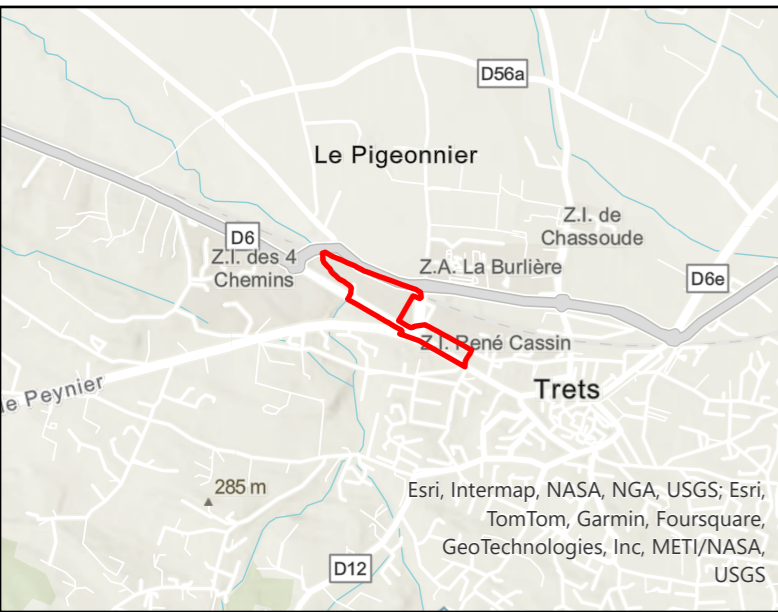 D56a
Le Pigeonnier
Z.I. de
Chassoude
D6
Z.I. des 4
Chemins
Z.A. La Burlière
D6e
Z.I. René Cassin
Trets
le Peynier
285 m
D12
Esri, Intermap, NASA, NGA, USGS; Esri,
TomTom, Garmin, Foursquare,
GeoTechnologies, Inc, METI/NASA,
USGS